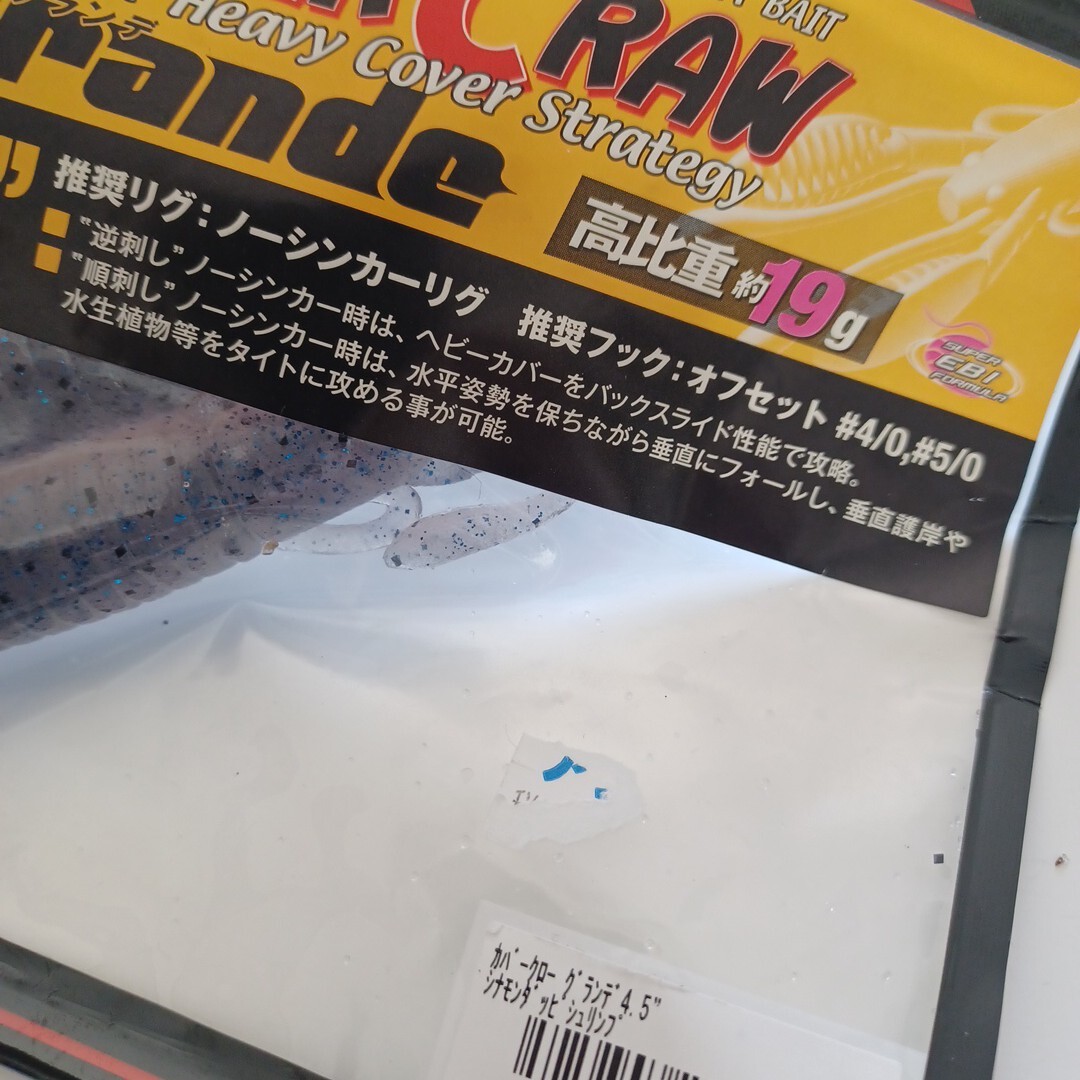 BAIT
CRAW
グランデ
Heavy Cover Strategy
rande
高比重 約19g
SUPER
EBI
FORMULA
推奨リグ:ノーシンカーリグ 推奨フック:オフセット #4/0,#5/0
“逆刺し”ノーシンカー時は、ヘビーカバーをバックスライド性能で攻略。
“順刺し”ノーシンカー時は、水平姿勢を保ちながら垂直にフォールし、垂直護岸や
水生植物等をタイトに攻める事が可能。
カバークロー グランデ4.5"
シナモンダッピ シュリンプ